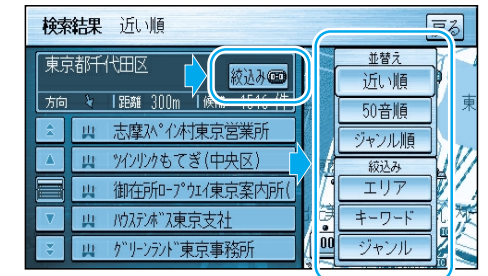 検索結果 近い順
戻る
東京都千代田区
絞込み
方向 距離 300m 候補
志摩ｽﾍﾟｲﾝ村東京営業所
ﾂｲﾝﾘﾝｸもてぎ(中央区)
御在所ﾛｰﾌﾟｳｴｲ東京案内所(
ﾊｳｽﾃﾝﾎﾞｽ東京支社
ｸﾞﾘｰﾝﾗﾝﾄﾞ東京事務所
並替え
近い順
50音順
ジャンル順
絞込み
エリア
キーワード
ジャンル
東